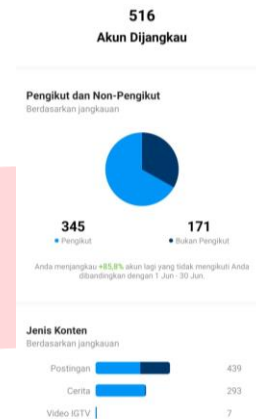 516
Akun Dijangkau
Pengikut dan Non-Pengikut
Berdasarkan jangkauan
345
171
Pengikut
Bukan Pengikut
Anda menjangkau +85,8% akun lagi yang tidak mengikuti Anda
dibandingkan dengan 1 Jun - 30 Jun.
Jenis Konten
Berdasarkan jangkauan
Postingan 439
Cerita 293
Video IGTV 7